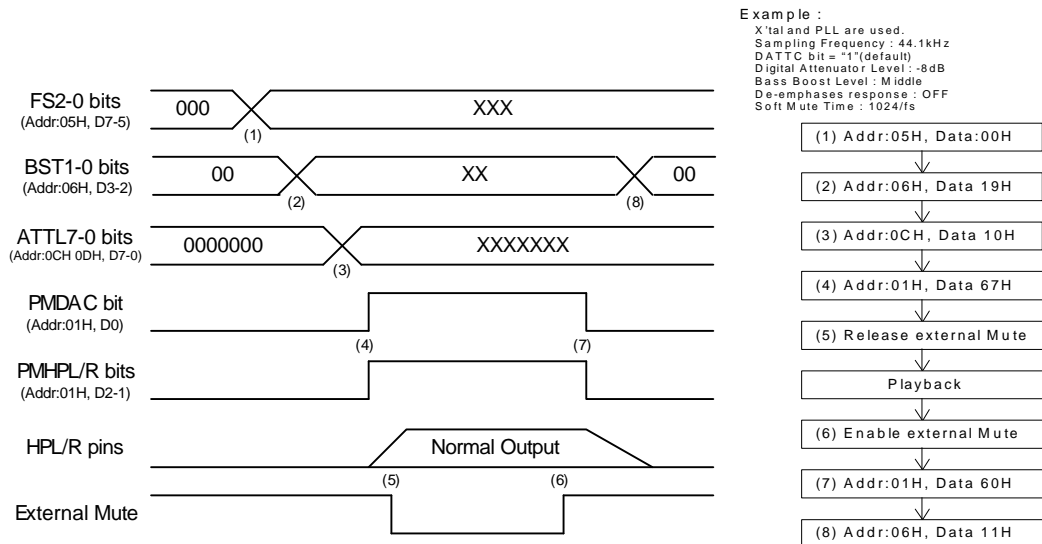 Example :
X'tal and PLL are used.
Sampling Frequency : 44.1kHz
DATTC bit = “1”(default)
Digital Attenuator Level : -8dB
Bass Boost Level : Middle
De-emphases response : OFF
Soft Mute Time : 1024/fs
FS2-0 bits
(Addr:05H, D7-5)
000
XXX
(1)
BST1-0 bits
(Addr:06H, D3-2)
00
XX
00
(2)
(8)
ATTL7-0 bits
(Addr:0CH 0DH, D7-0)
0000000
XXXXXXX
(3)
PMDAC bit
(Addr:01H, D0)
(4)
(7)
PMHPL/R bits
(Addr:01H, D2-1)
HPL/R pins
Normal Output
(5)
(6)
External Mute
(1) Addr:05H, Data:00H
(2) Addr:06H, Data 19H
(3) Addr:0CH, Data 10H
(4) Addr:01H, Data 67H
(5) Release external Mute
Playback
(6) Enable external Mute
(7) Addr:01H, Data 60H
(8) Addr:06H, Data 11H